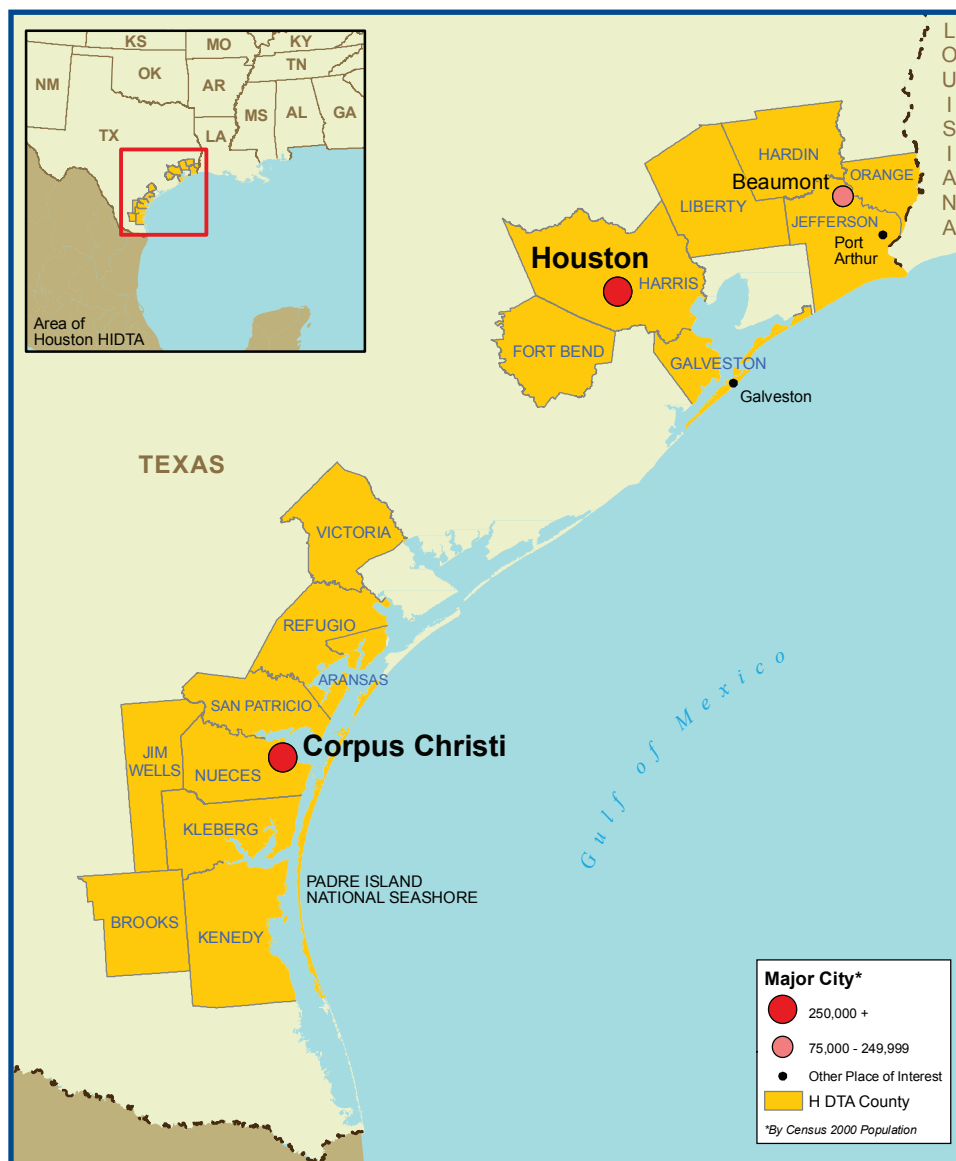 KS
MO
KY
TN
NM
OK
AR
MS
AL
GA
TX
LA
Area of
Houston HIDTA
LOUISIANA
HARDIN
ORANGE
Beaumont
LIBERTY
JEFFERSON
Port
Arthur
Houston
HARRIS
FORT BEND
GALVESTON
Galveston
TEXAS
VICTORIA
REFUGIO
ARANSAS
SAN PATRICIO
Corpus Christi
JIM
WELLS
NUECES
KLEBERG
PADRE ISLAND
NATIONAL SEASHORE
BROOKS
KENEDY
Gulf of Mexico
Major City*
250,000 +
75,000 - 249,999
Other Place of Interest
H DTA County
*By Census 2000 Population